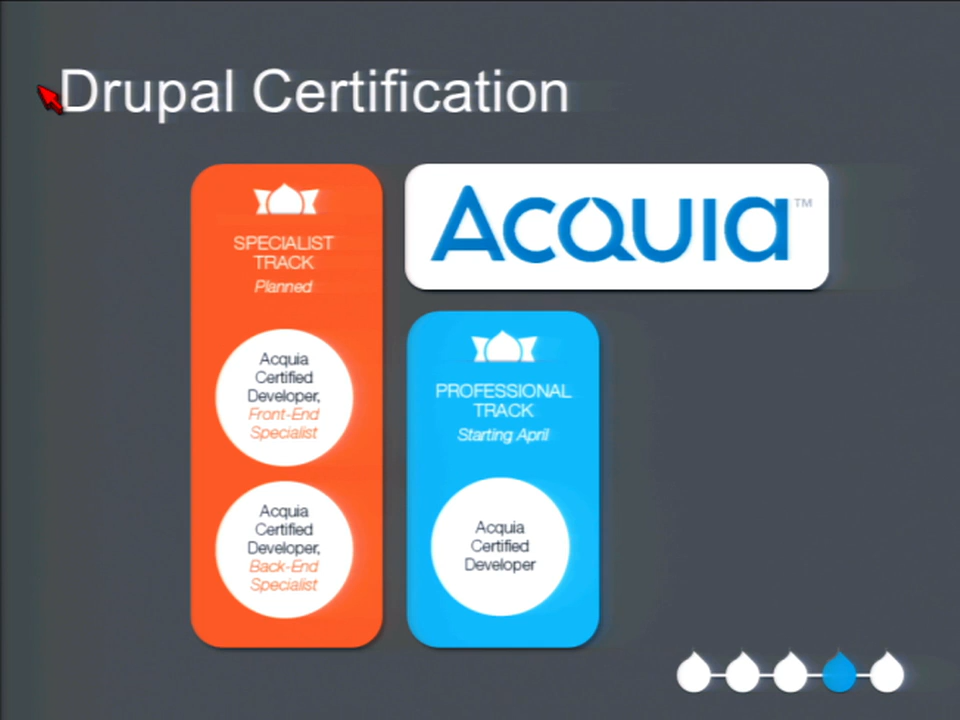 Drupal Certification
SPECIALIST
TRACK
Planned
Acquia
Certified
Developer,
Front-End
Specialist
Acquia
Certified
Developer,
Back-End
Specialist
Acquia™
PROFESSIONAL
TRACK
Starting April
Acquia
Certified
Developer